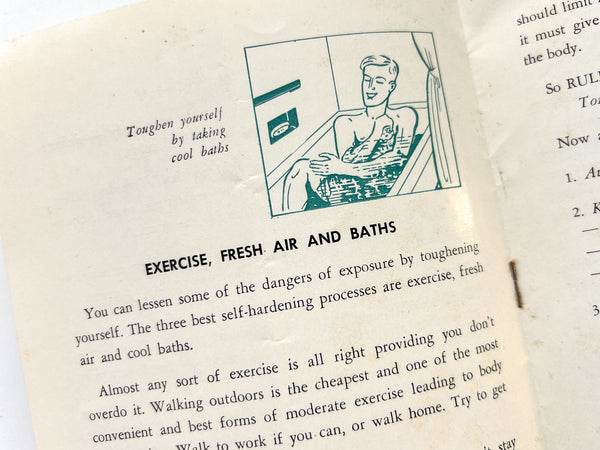 Toughen yourself
by taking
cool baths
EXERCISE, FRESH AIR AND BATHS
You can lessen some of the dangers of exposure by toughening
yourself. The three best self-hardening processes are exercise, fresh
air and cool baths.
Almost any sort of exercise is all right providing you don't
overdo it. Walking outdoors is the cheapest and one of the most
convenient and best forms of moderate exercise leading to body
Walk to work if you can, or walk home. Try to get
stay
should limit
it must give
the body.
So RULE
Now
1.
2.
3